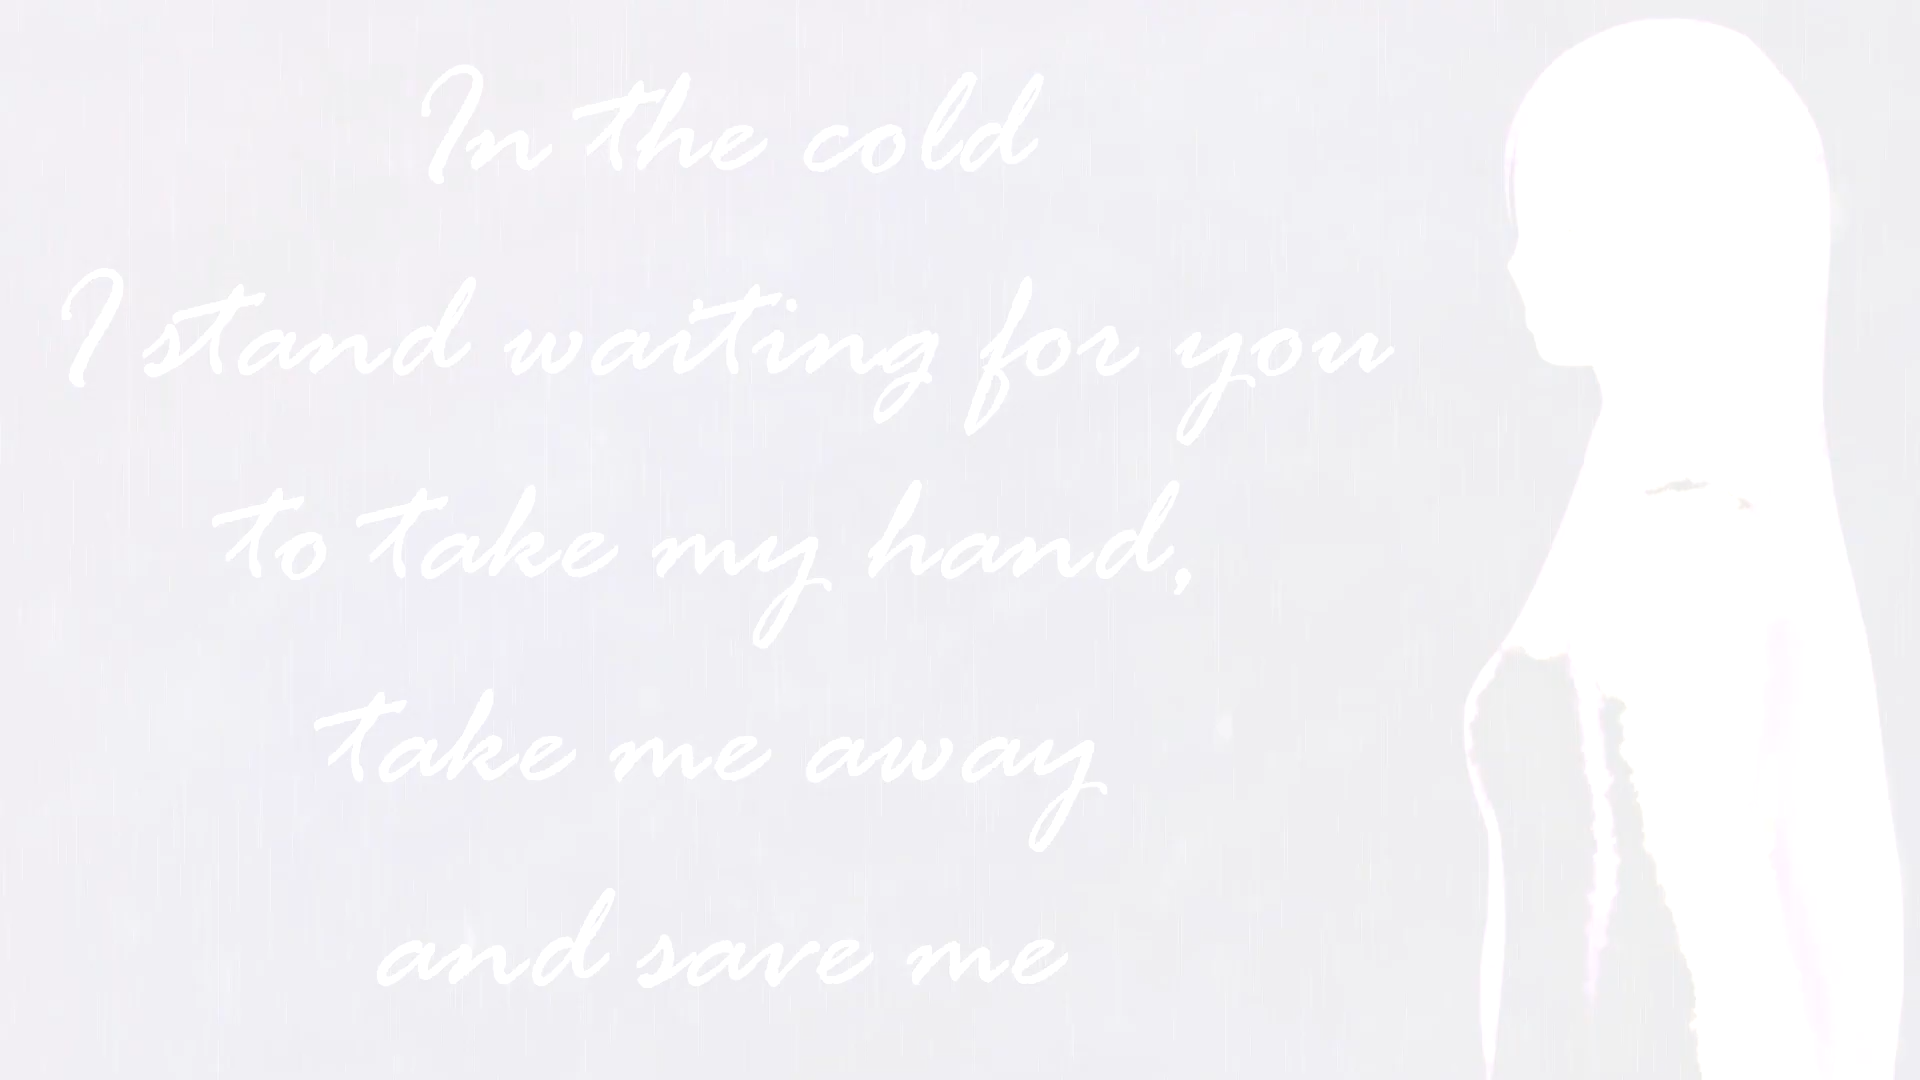 In the cold
I stand waiting for you
to take my hand,
take me away
and save me